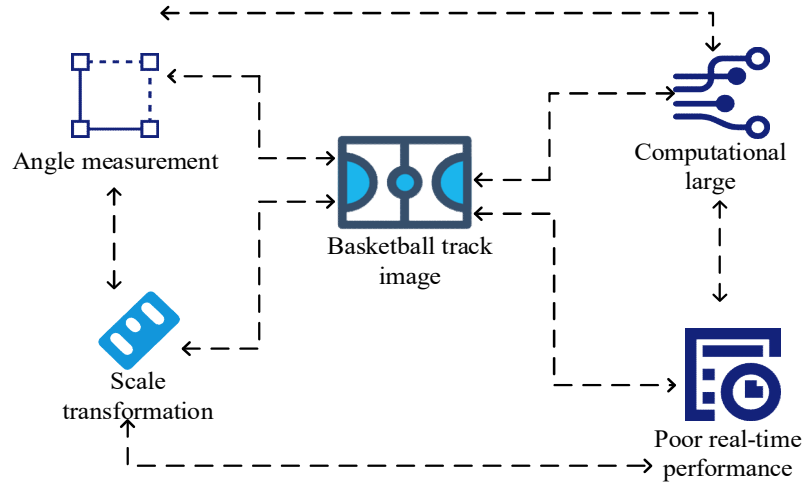 Angle measurement
Computational
large
Basketball track
image
Scale
transformation
Poor real-time
performance